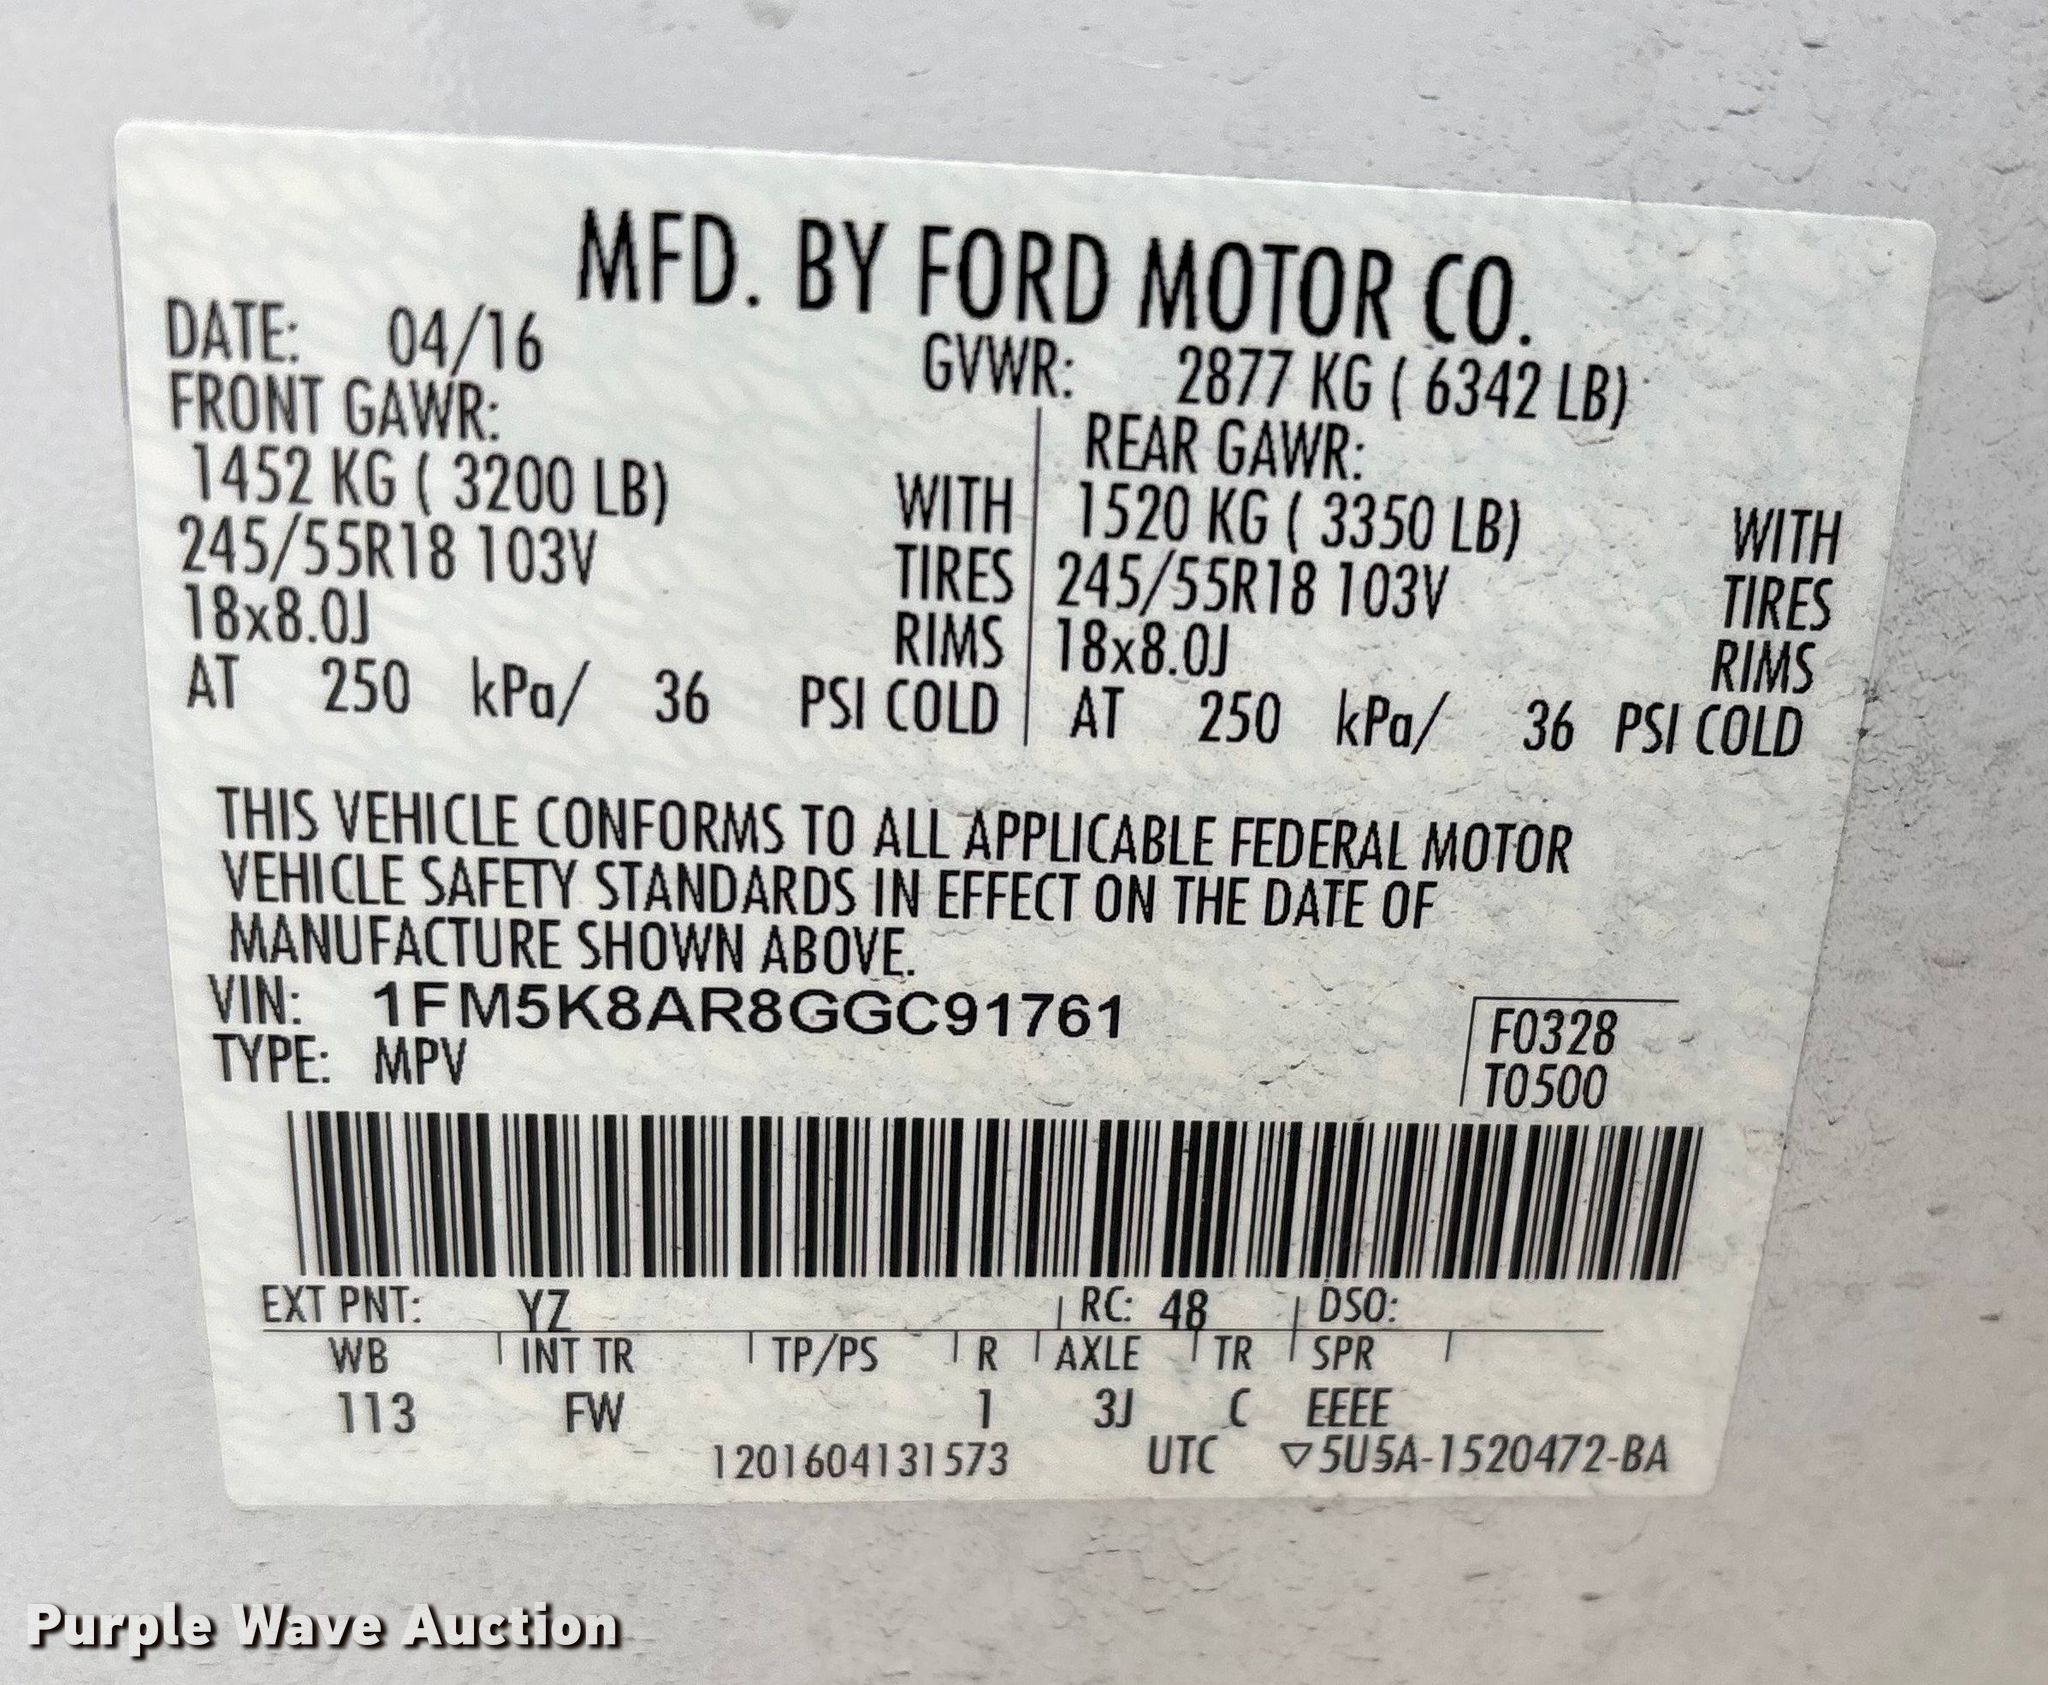 MFD. BY FORD MOTOR CO.
DATE: 04/16 GVWR: 2877 KG ( 6342 LB)
FRONT GAWR: REAR GAWR:
1452 KG ( 3200 LB) WITH 1520 KG ( 3350 LB) WITH
245/55R18 103V TIRES 245/55R18 103V TIRES
18x8.0J RIMS 18x8.0J RIMS
AT 250 kPa/ 36 PSI COLD AT 250 kPa/ 36 PSI COLD
THIS VEHICLE CONFORMS TO ALL APPLICABLE FEDERAL MOTOR
VEHICLE SAFETY STANDARDS IN EFFECT ON THE DATE OF
MANUFACTURE SHOWN ABOVE.
VIN: 1FM5K8AR8GGC91761 F0328
TYPE: MPV T0500
EXT PNT: YZ RC: 48 DSO:
WB INT TR TP/PS R AXLE TR SPR
113 FW 1 3J C EEEE
1201604131573 UTC ▽5U5A-1520472-BA
Purple Wave Auction